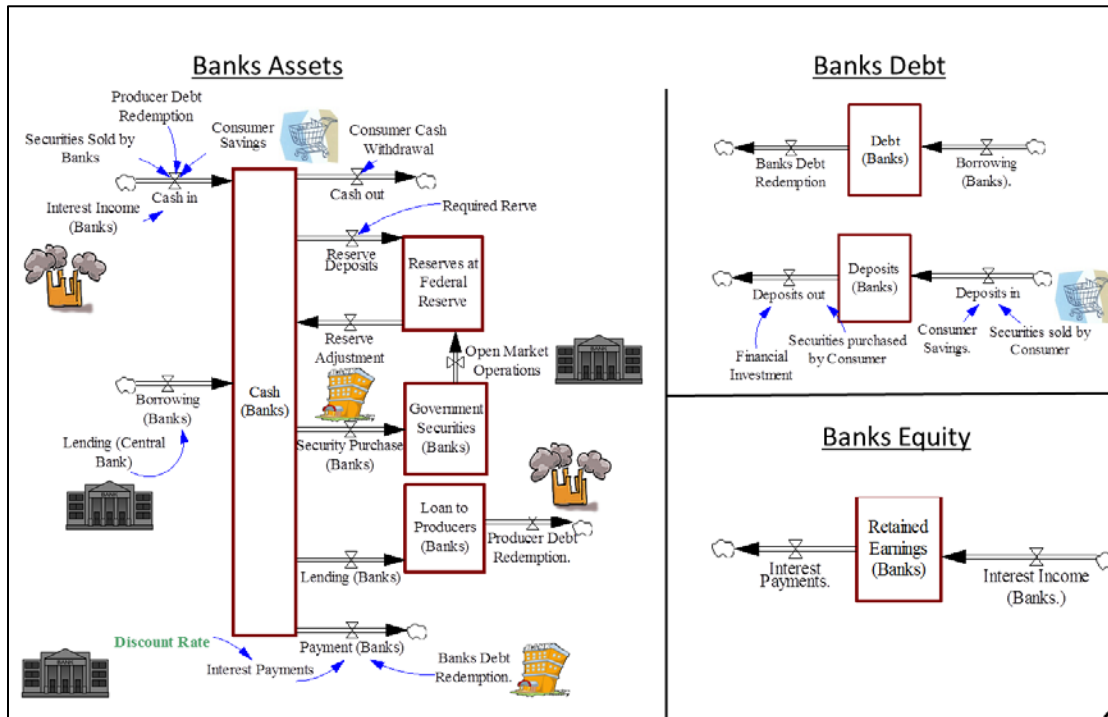 Banks Assets
Producer Debt
Redemption
Securities Sold by
Banks
Consumer
Savings
Cash in
Interest Income
(Banks)
Consumer Cash
Withdrawal
Cash out
Required Rerve
Reserve
Deposits
Reserves at
Federal
Reserve
Reserve
Adjustment
Open Market
Operations
BANK
Borrowing
(Banks)
Lending (Central
Bank)
BANK
Cash
(Banks)
Security Purchase
(Banks)
Government
Securities
(Banks)
Loan to
Producers
(Banks)
Producer Debt
Redemption.
Lending (Banks)
Discount Rate
Interest Payments
Payment (Banks)
Banks Debt
Redemption.
BANK
Banks Debt
Banks Debt
Redemption
Debt
(Banks)
Borrowing
(Banks).
Deposits out
Deposits
(Banks)
Deposits in
Financial
Investment
Securities purchased
by Consumer
Consumer
Savings.
Securities sold by
Consumer
Banks Equity
Interest
Payments.
Retained
Earnings
(Banks)
Interest Income
(Banks.)